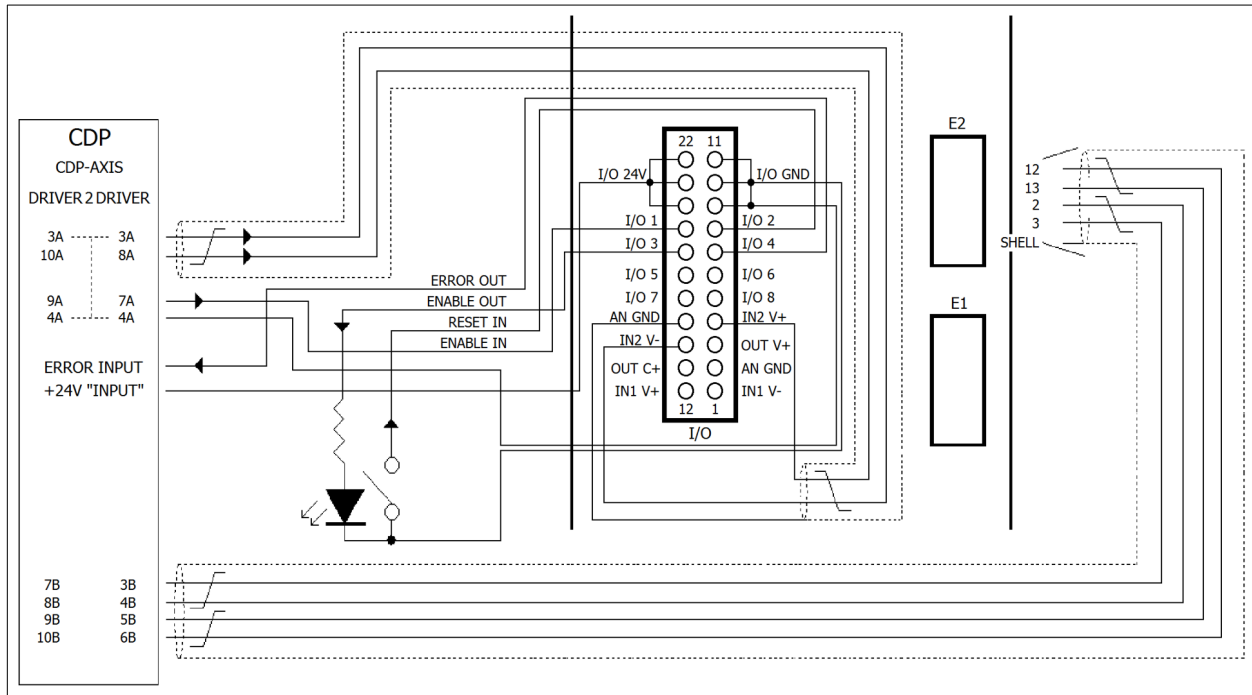 CDP
CDP-AXIS
DRIVER 2 DRIVER
3A 3A
10A 8A
9A 7A
4A 4A
ERROR INPUT
+24V "INPUT"
7B 3B
8B 4B
9B 5B
10B 6B
ERROR OUT
ENABLE OUT
RESET IN
ENABLE IN
22 11
I/O 24V I/O GND
I/O 1 I/O 2
I/O 3 I/O 4
I/O 5 I/O 6
I/O 7 I/O 8
AN GND IN2 V+
IN2 V- OUT V+
OUT C+ AN GND
IN1 V+ IN1 V-
12 1
I/O
E2
E1
12
13
2
3
SHELL